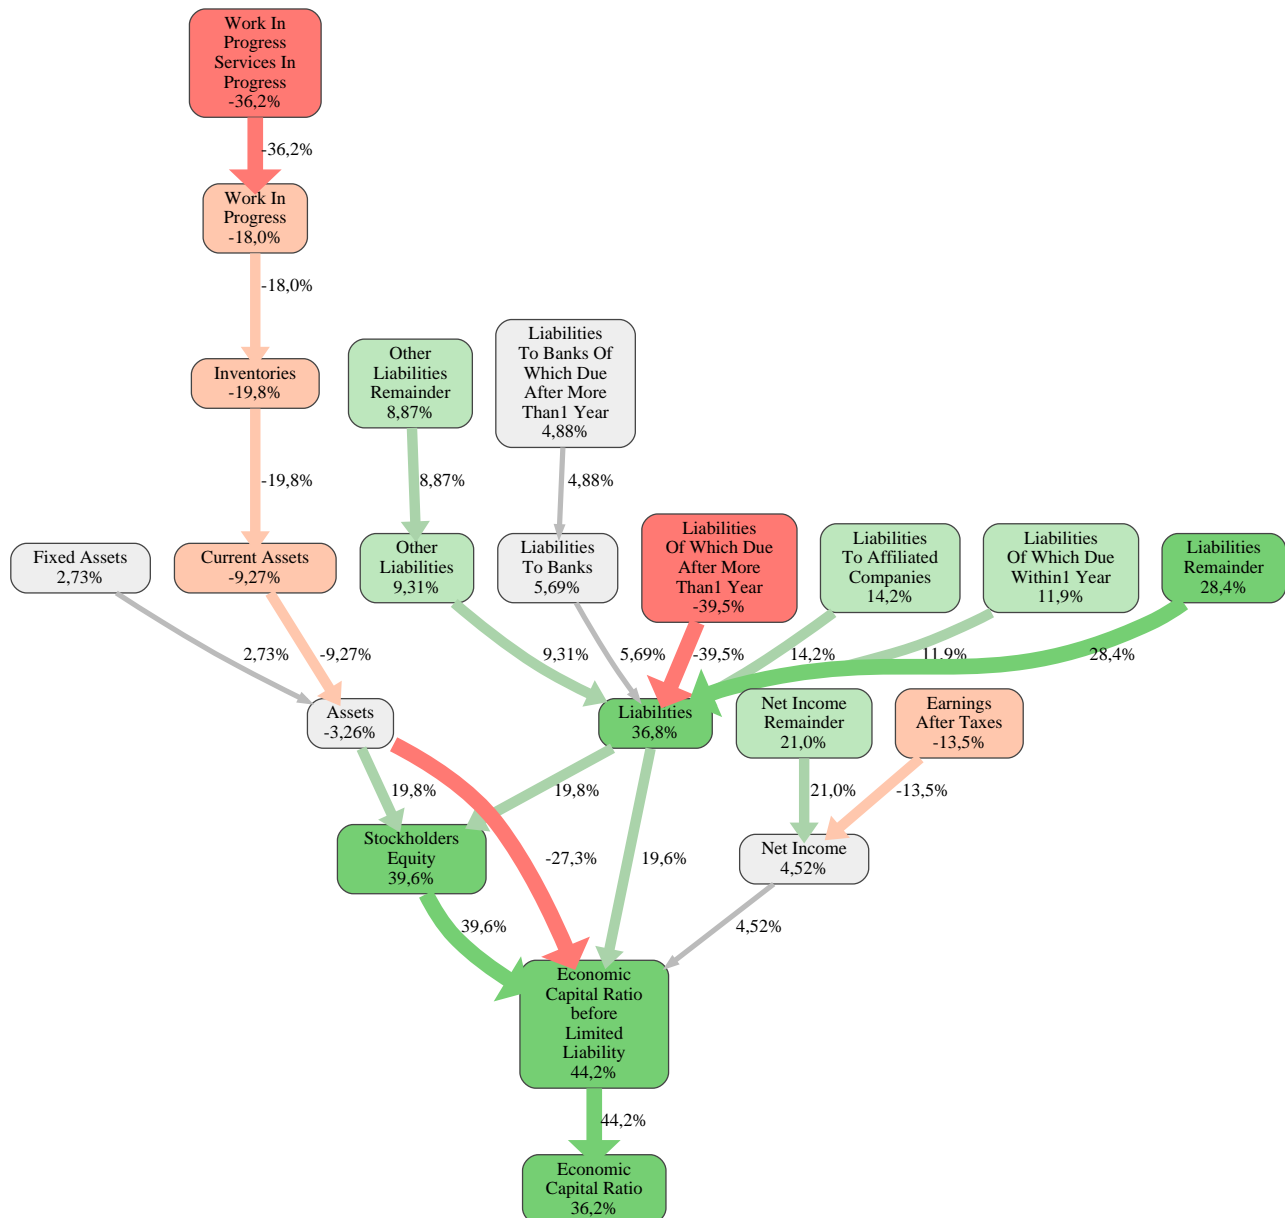 Work In
Progress
Services In
Progress
-36,2%
-36,2%
Work In
Progress
-18,0%
-18,0%
Inventories
-19,8%
Other
Liabilities
Remainder
8,87%
Liabilities
To Banks Of
Which Due
After More
Than1 Year
4,88%
-19,8%
8,87%
4,88%
Fixed Assets
2,73%
Current Assets
-9,27%
Other
Liabilities
9,31%
Liabilities
To Banks
5,69%
Liabilities
Of Which Due
After More
Than1 Year
-39,5%
Liabilities
To Affiliated
Companies
14,2%
Liabilities
Of Which Due
Within1 Year
11,9%
Liabilities
Remainder
28,4%
2,73%
-9,27%
9,31%
5,69%
-39,5%
14,2%
11,9%
28,4%
Assets
-3,26%
Liabilities
36,8%
Net Income
Remainder
21,0%
Earnings
After Taxes
-13,5%
19,8%
19,8%
21,0%
-13,5%
Stockholders
Equity
39,6%
-27,3%
19,6%
Net Income
4,52%
39,6%
4,52%
Economic
Capital Ratio
before
Limited
Liability
44,2%
44,2%
Economic
Capital Ratio
36,2%